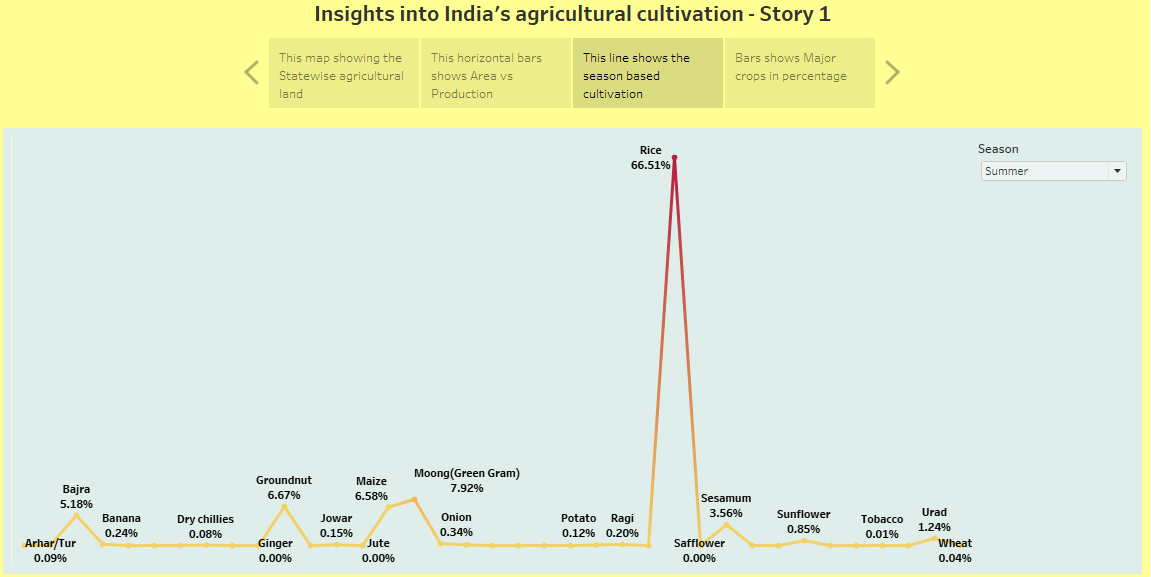 Insights into India's agricultural cultivation - Story 1
This map showing the
Statewise agricultural
land
This horizontal bars
shows Area vs
Production
This line shows the
season based
cultivation
Bars shows Major
crops in percentage
Season
Summer
Rice
66.51%
Bajra
5.18%
Banana
0.24%
Arhar/Tur
0.09%
Dry chillies
0.08%
Groundnut
6.67%
Ginger
0.00%
Jowar
0.15%
Maize
6.58%
Jute
0.00%
Moong(Green Gram)
7.92%
Onion
0.34%
Potato
0.12%
Ragi
0.20%
Safflower
0.00%
Sesamum
3.56%
Sunflower
0.85%
Tobacco
0.01%
Urad
1.24%
Wheat
0.04%